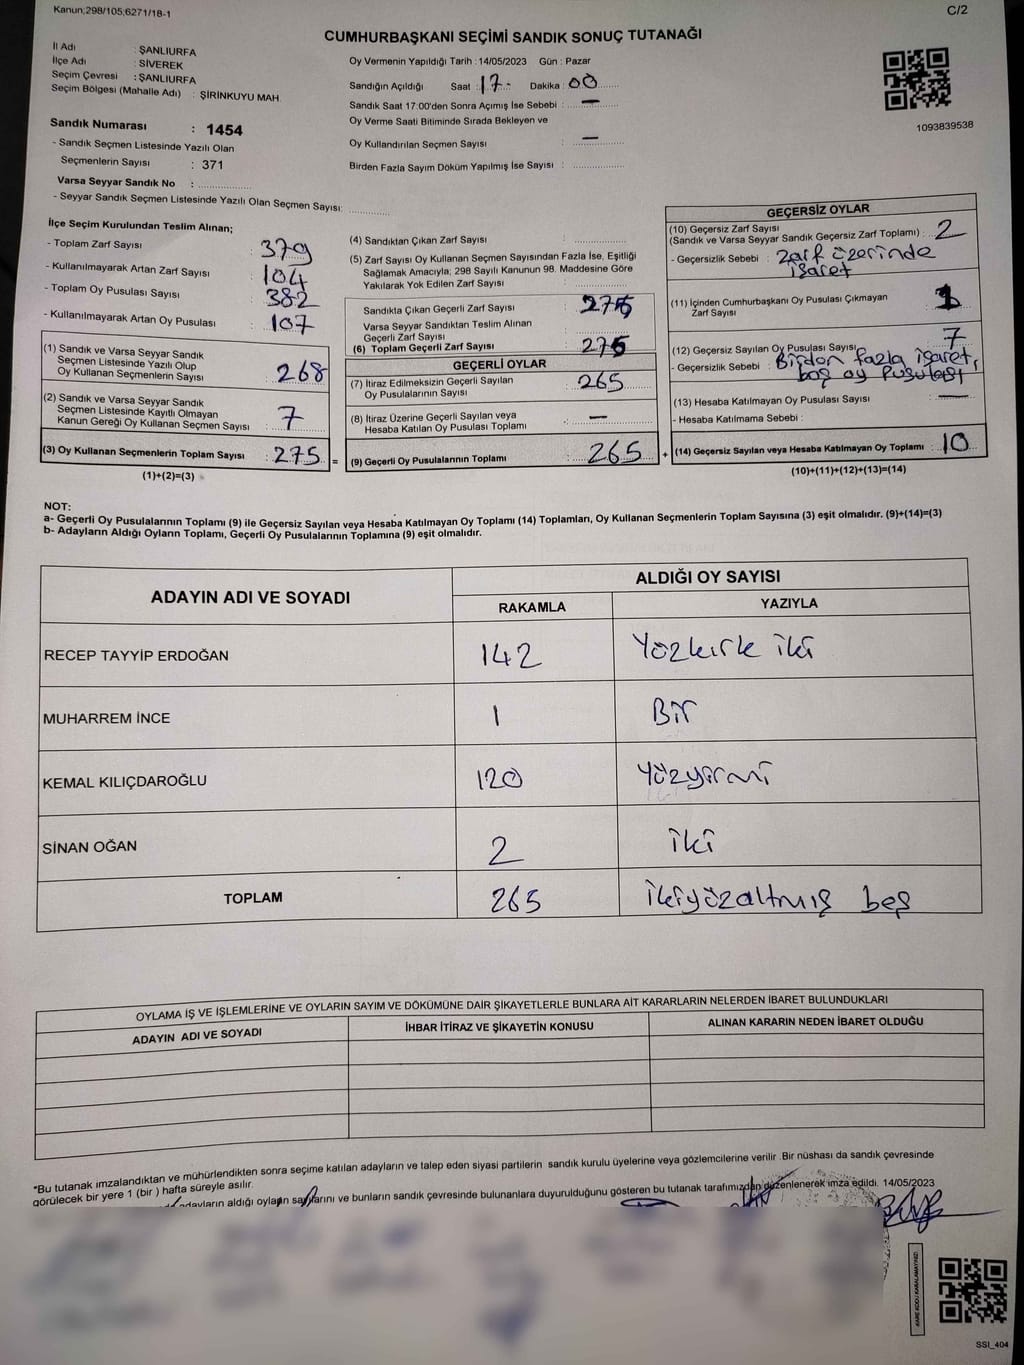 Kanun;298/105;6271/18-1
C/2
CUMHURBAŞKANI SEÇİMİ SANDIK SONUÇ TUTANAĞI
İl Adı : ŞANLIURFA
İlçe Adı : SİVEREK
Seçim Çevresi : ŞANLIURFA
Seçim Bölgesi (Mahalle Adı) : ŞİRİNKUYU MAH.
Sandık Numarası : 1454
- Sandık Seçmen Listesinde Yazılı Olan
Seçmenlerin Sayısı : 371
Varsa Seyyar Sandık No : ..................
- Seyyar Sandık Seçmen Listesinde Yazılı Olan Seçmen Sayısı: ..............
Oy Vermenin Yapıldığı Tarih : 14/05/2023 Gün : Pazar
Sandığın Açıldığı Saat : 17 Dakika : 00
Sandık Saat 17:00'den Sonra Açılmış İse Sebebi : —
Oy Verme Saati Bitiminde Sırada Bekleyen ve
Oy Kullandırılan Seçmen Sayısı : —
Birden Fazla Sayım Döküm Yapılmış İse Sayısı : ..................
1093839538
İlçe Seçim Kurulundan Teslim Alınan;
- Toplam Zarf Sayısı : 379
- Kullanılmayarak Artan Zarf Sayısı : 104
- Toplam Oy Pusulası Sayısı : 382
- Kullanılmayarak Artan Oy Pusulası : 107
(1) Sandık ve Varsa Seyyar Sandık
Seçmen Listesinde Yazılı Olup
Oy Kullanan Seçmenlerin Sayısı : 268
(2) Sandık ve Varsa Seyyar Sandık
Seçmen Listesinde Kayıtlı Olmayan
Kanun Gereği Oy Kullanan Seçmen Sayısı : 7
(3) Oy Kullanan Seçmenlerin Toplam Sayısı : 275 =
(1)+(2)=(3)
(4) Sandıktan Çıkan Zarf Sayısı : ..................
(5) Zarf Sayısı Oy Kullanan Seçmen Sayısından Fazla İse, Eşitliği
Sağlamak Amacıyla; 298 Sayılı Kanunun 98. Maddesine Göre
Yakılarak Yok Edilen Zarf Sayısı : ..................
Sandıkta Çıkan Geçerli Zarf Sayısı : 275
Varsa Seyyar Sandıktan Teslim Alınan
Geçerli Zarf Sayısı
(6) Toplam Geçerli Zarf Sayısı : 275
GEÇERLİ OYLAR
(7) İtiraz Edilmeksizin Geçerli Sayılan
Oy Pusulalarının Sayısı : 265
(8) İtiraz Üzerine Geçerli Sayılan veya
Hesaba Katılan Oy Pusulası Toplamı : —
(9) Geçerli Oy Pusulalarının Toplamı : 265 +
GEÇERSİZ OYLAR
(10) Geçersiz Zarf Sayısı
(Sandık ve Varsa Seyyar Sandık Geçersiz Zarf Toplamı) : 2
- Geçersizlik Sebebi : Zarf üzerinde
işaret
(11) İçinden Cumhurbaşkanı Oy Pusulası Çıkmayan
Zarf Sayısı : 1
(12) Geçersiz Sayılan Oy Pusulası Sayısı : 7
- Geçersizlik Sebebi : Birden fazla işaret,
boş oy pusulası
(13) Hesaba Katılmayan Oy Pusulası Sayısı : —
- Hesaba Katılmama Sebebi :
(14) Geçersiz Sayılan veya Hesaba Katılmayan Oy Toplamı : 10
(10)+(11)+(12)+(13)=(14)
NOT:
a- Geçerli Oy Pusulalarının Toplamı (9) ile Geçersiz Sayılan veya Hesaba Katılmayan Oy Toplamı (14) Toplamları, Oy Kullanan Seçmenlerin Toplam Sayısına (3) eşit olmalıdır. (9)+(14)=(3)
b- Adayların Aldığı Oyların Toplamı, Geçerli Oy Pusulalarının Toplamına (9) eşit olmalıdır.
ADAYIN ADI VE SOYADI
ALDIĞI OY SAYISI
RAKAMLA YAZIYLA
RECEP TAYYİP ERDOĞAN 142 Yözkırk iki
MUHARREM İNCE 1 Bir
KEMAL KILIÇDAROĞLU 120 Yözyirmi
SİNAN OĞAN 2 iki
TOPLAM 265 ikiyözaltmış beş
OYLAMA İŞ VE İŞLEMLERİNE VE OYLARIN SAYIM VE DÖKÜMÜNE DAİR ŞİKAYETLERLE BUNLARA AİT KARARLARIN NELERDEN İBARET BULUNDUKLARI
ADAYIN ADI VE SOYADI İHBAR İTİRAZ VE ŞİKAYETİN KONUSU ALINAN KARARIN NEDEN İBARET OLDUĞU
*Bu tutanak imzalandıktan ve mühürlendikten sonra seçime katılan adayların ve talep eden siyasi partilerin sandık kurulu üyelerine veya gözlemcilerine verilir .Bir nüshası da sandık çevresinde
görülecek bir yere 1 (bir ) hafta süreyle asılır.
adayların aldığı oyların sayılarını ve bunların sandık çevresinde bulunanlara duyurulduğunu gösteren bu tutanak tarafımızdan düzenlenerek imza edildi. 14/05/2023
KARE KODU KARALAMAYINIZ!
SSI_404